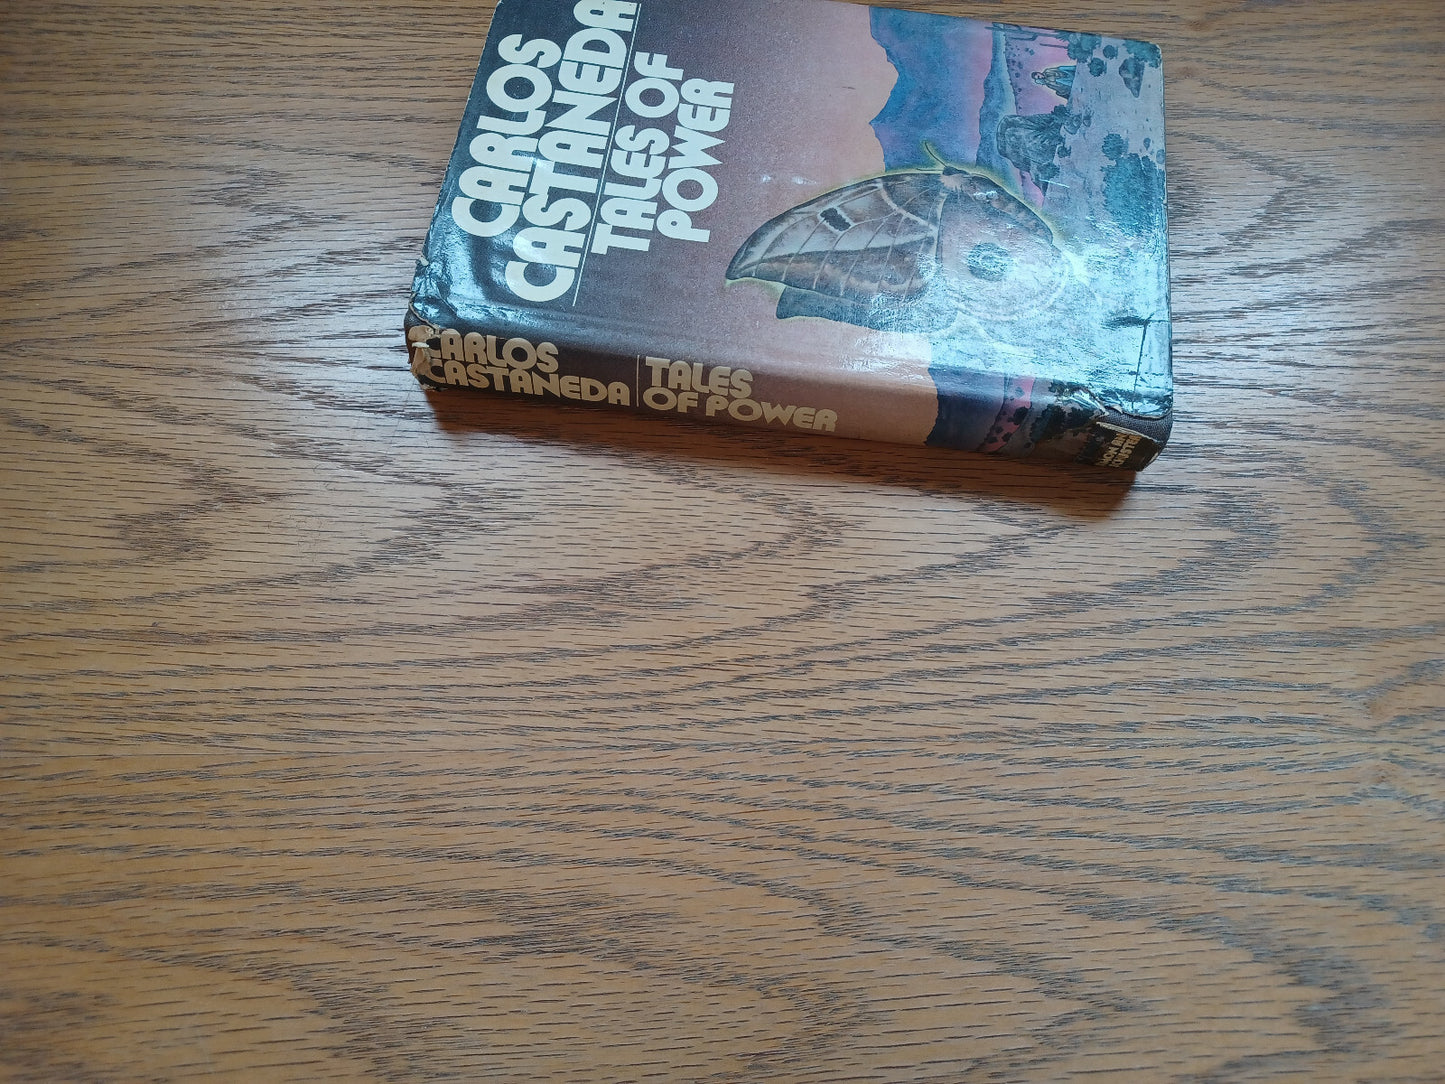 CARLOS
CASTANEDA
TALES OF
POWER
CARLOS
CASTANEDA
TALES
OF POWER